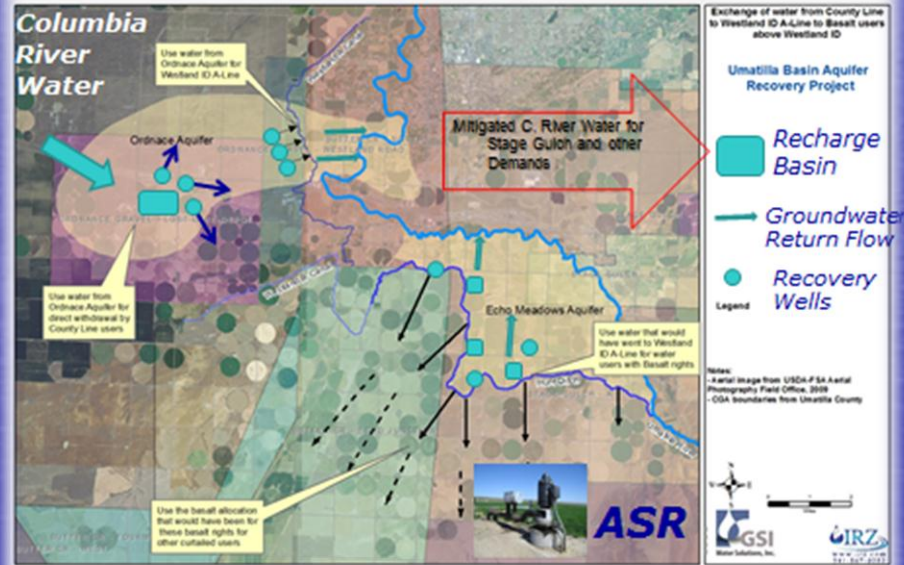 Columbia
River
Water
Use water from
Ordnace Aquifer for
Westland ID A-Line
Ordnace Aquifer
Mitigated C. River Water for
Stage Gulch and other
Demands
Use water from
Ordnace Aquifer for
direct withdrawal by
County Line users
Echo Meadows Aquifer
Use water that would
have went to Westland
ID A-Line for water
users with Basalt rights
Use the basalt allocation
that would have been for
these basalt rights for
other curtailed users
ASR
Exchange of water from County Line
to Westland ID A-Line to Basalt users
above Westland ID
Umatilla Basin Aquifer
Recovery Project
Recharge
Basin
Groundwater
Return Flow
Recovery
Wells
Legend
Notes:
- Aerial image from USDA-FSA Aerial
Photography Field Office, 2009
- CGA boundaries from Umatilla County
GSI
Water Solutions, Inc.
IRZ